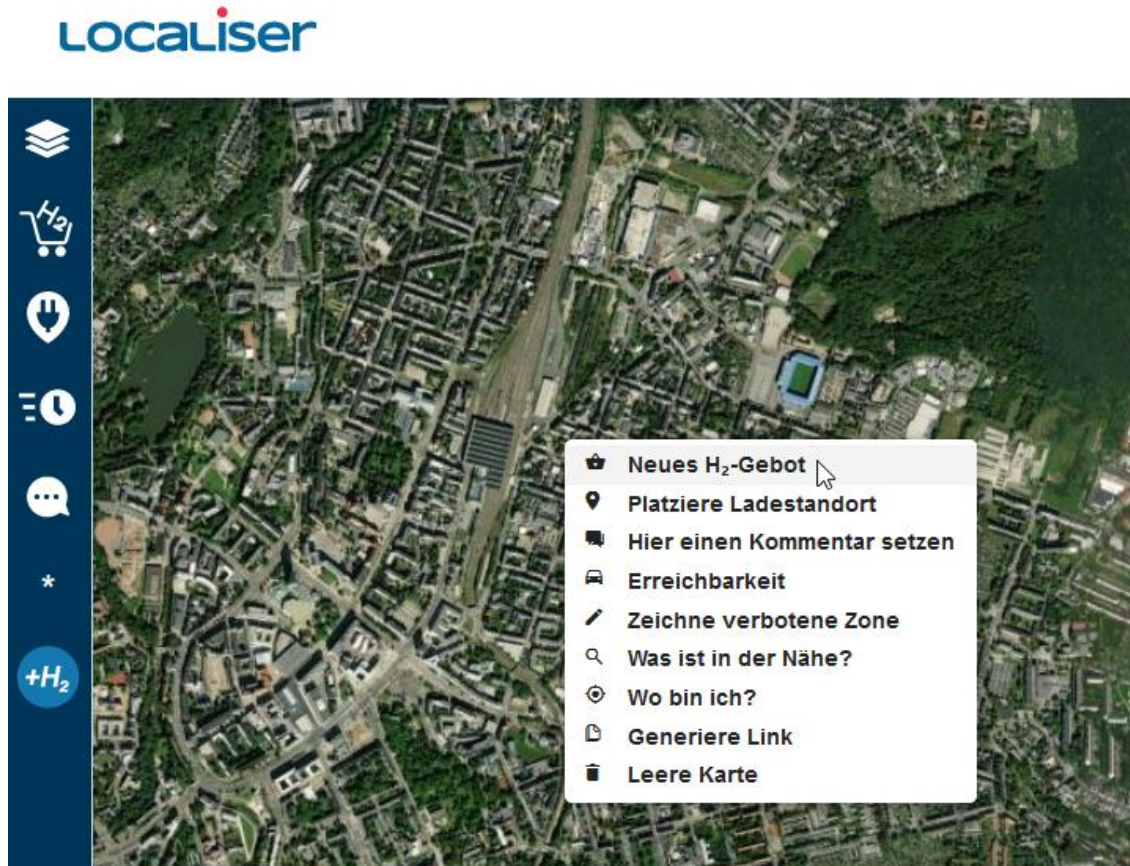 Localiser
H2
Neues H₂-Gebot
Platziere Ladestandort
Hier einen Kommentar setzen
Erreichbarkeit
Zeichne verbotene Zone
Was ist in der Nähe?
Wo bin ich?
Generiere Link
Leere Karte
*
+H₂